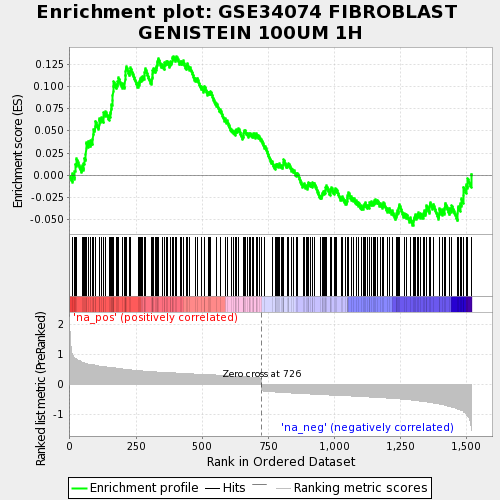 Enrichment plot: GSE34074 FIBROBLAST
GENISTEIN 100UM 1H
Enrichment score (ES)
0.125
0.100
0.075
0.050
0.025
0.000
-0.025
-0.050
'na_pos' (positively correlated)
Ranked list metric (PreRanked)
2
1
0
-1
Zero cross at 726
'na_neg' (negatively correlated)
0
250
500
750
1,000
1,250
1,500
Rank in Ordered Dataset
Enrichment profile
Hits
Ranking metric scores